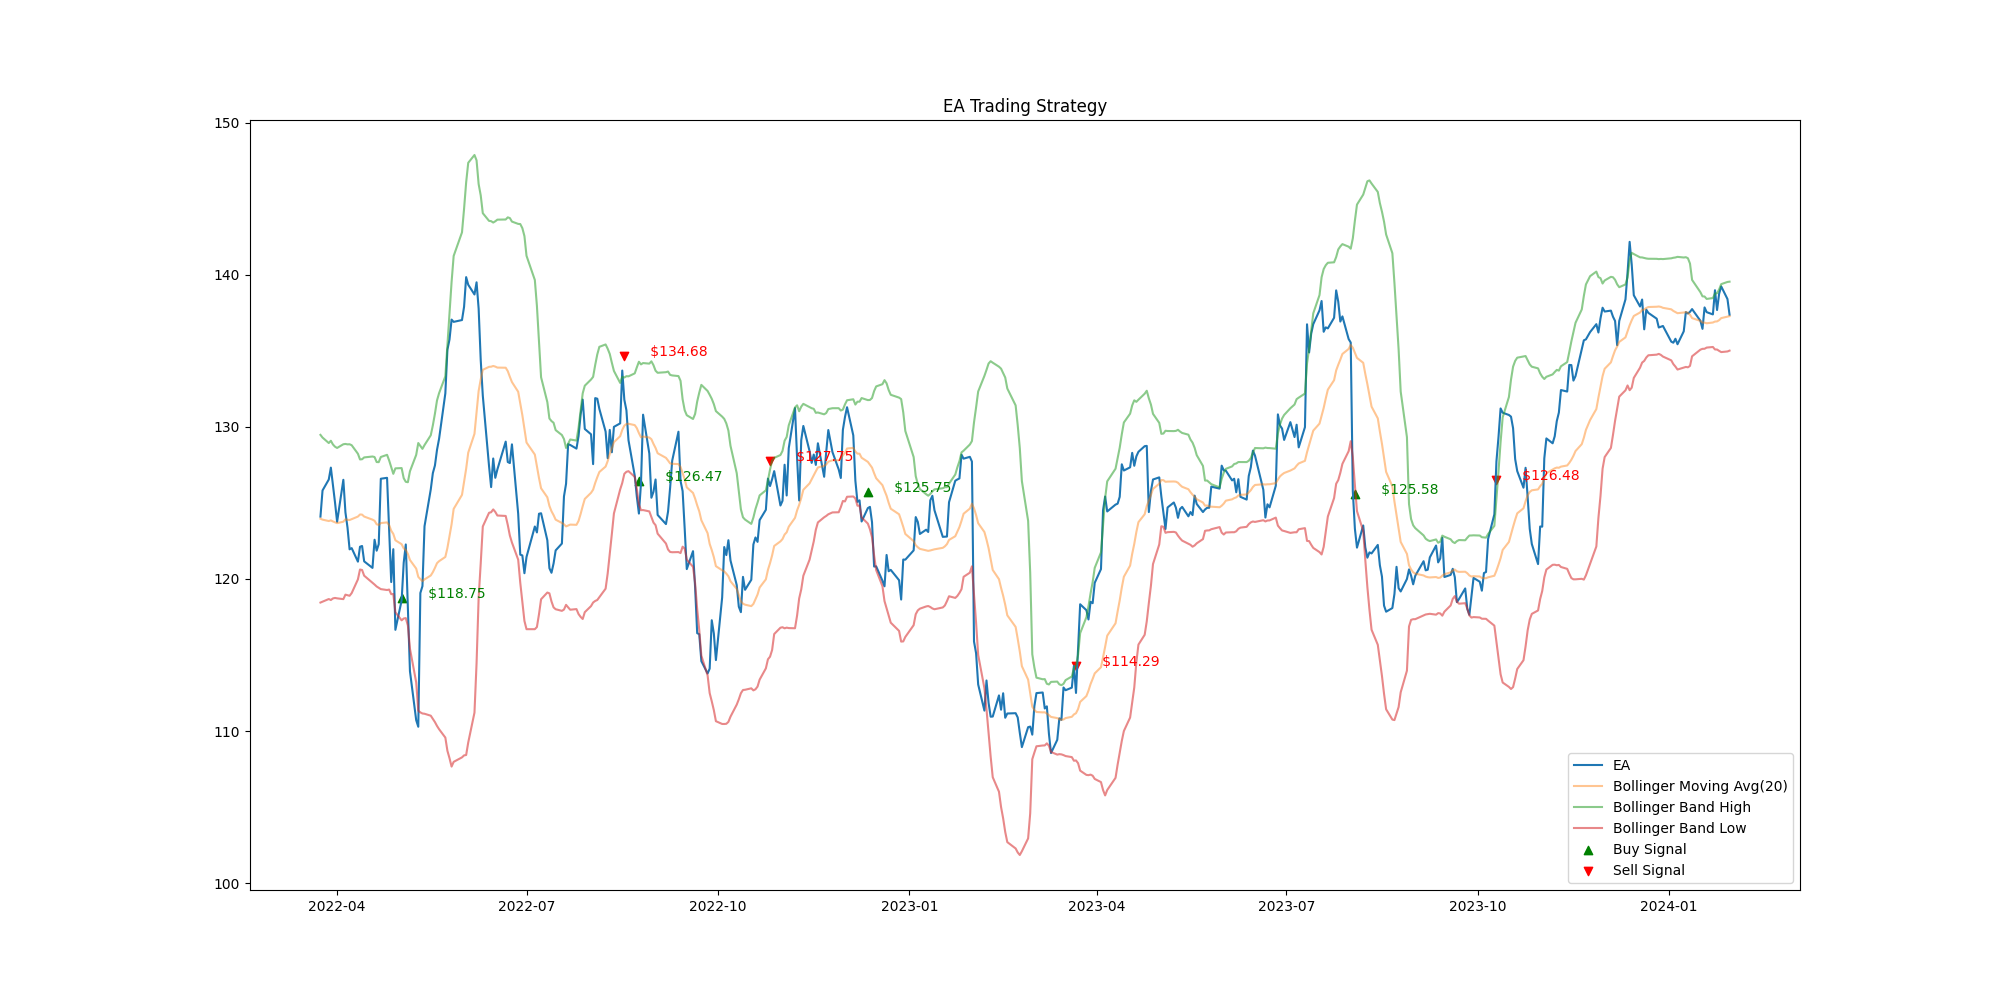 EA Trading Strategy
150
140
130
120
110
100
$134.68
$127.75
$126.47
$125.75
$125.58
$126.48
$118.75
$114.29
EA
Bollinger Moving Avg(20)
Bollinger Band High
Bollinger Band Low
Buy Signal
Sell Signal
2022-04 2022-07 2022-10 2023-01 2023-04 2023-07 2023-10 2024-01